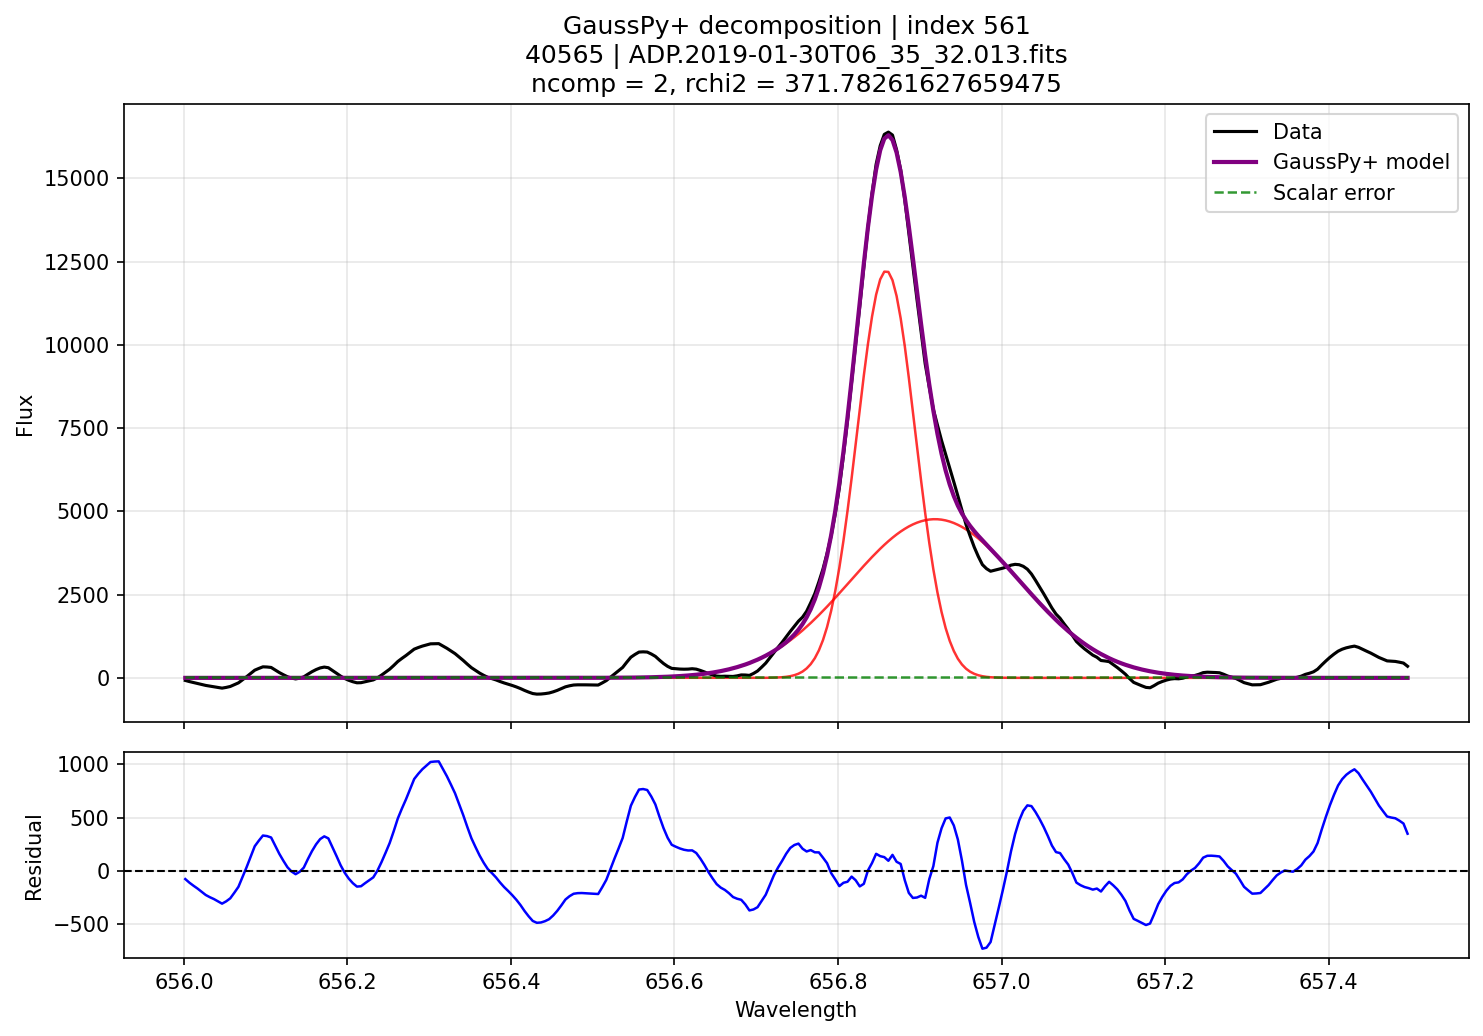 GaussPy+ decomposition | index 561
40565 | ADP.2019-01-30T06_35_32.013.fits
ncomp = 2, rchi2 = 371.78261627659475
Data
GaussPy+ model
Scalar error
Flux
15000
12500
10000
7500
5000
2500
0
Residual
1000
500
0
−500
656.0 656.2 656.4 656.6 656.8 657.0 657.2 657.4
Wavelength